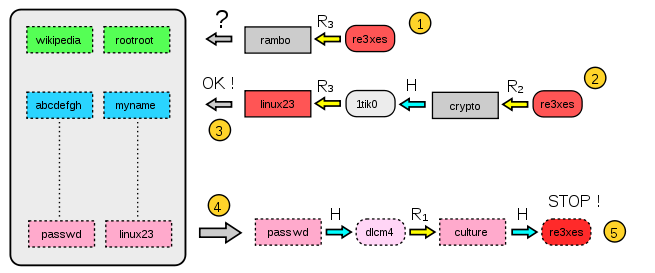 ? R₃ 1
wikipedia rootroot rambo re3xes
OK ! R₃ H R₂ 2
abcdefgh myname linux23 1tik0 crypto re3xes
3
4 H R₁ H STOP !
passwd linux23 passwd dlcm4 culture re3xes 5